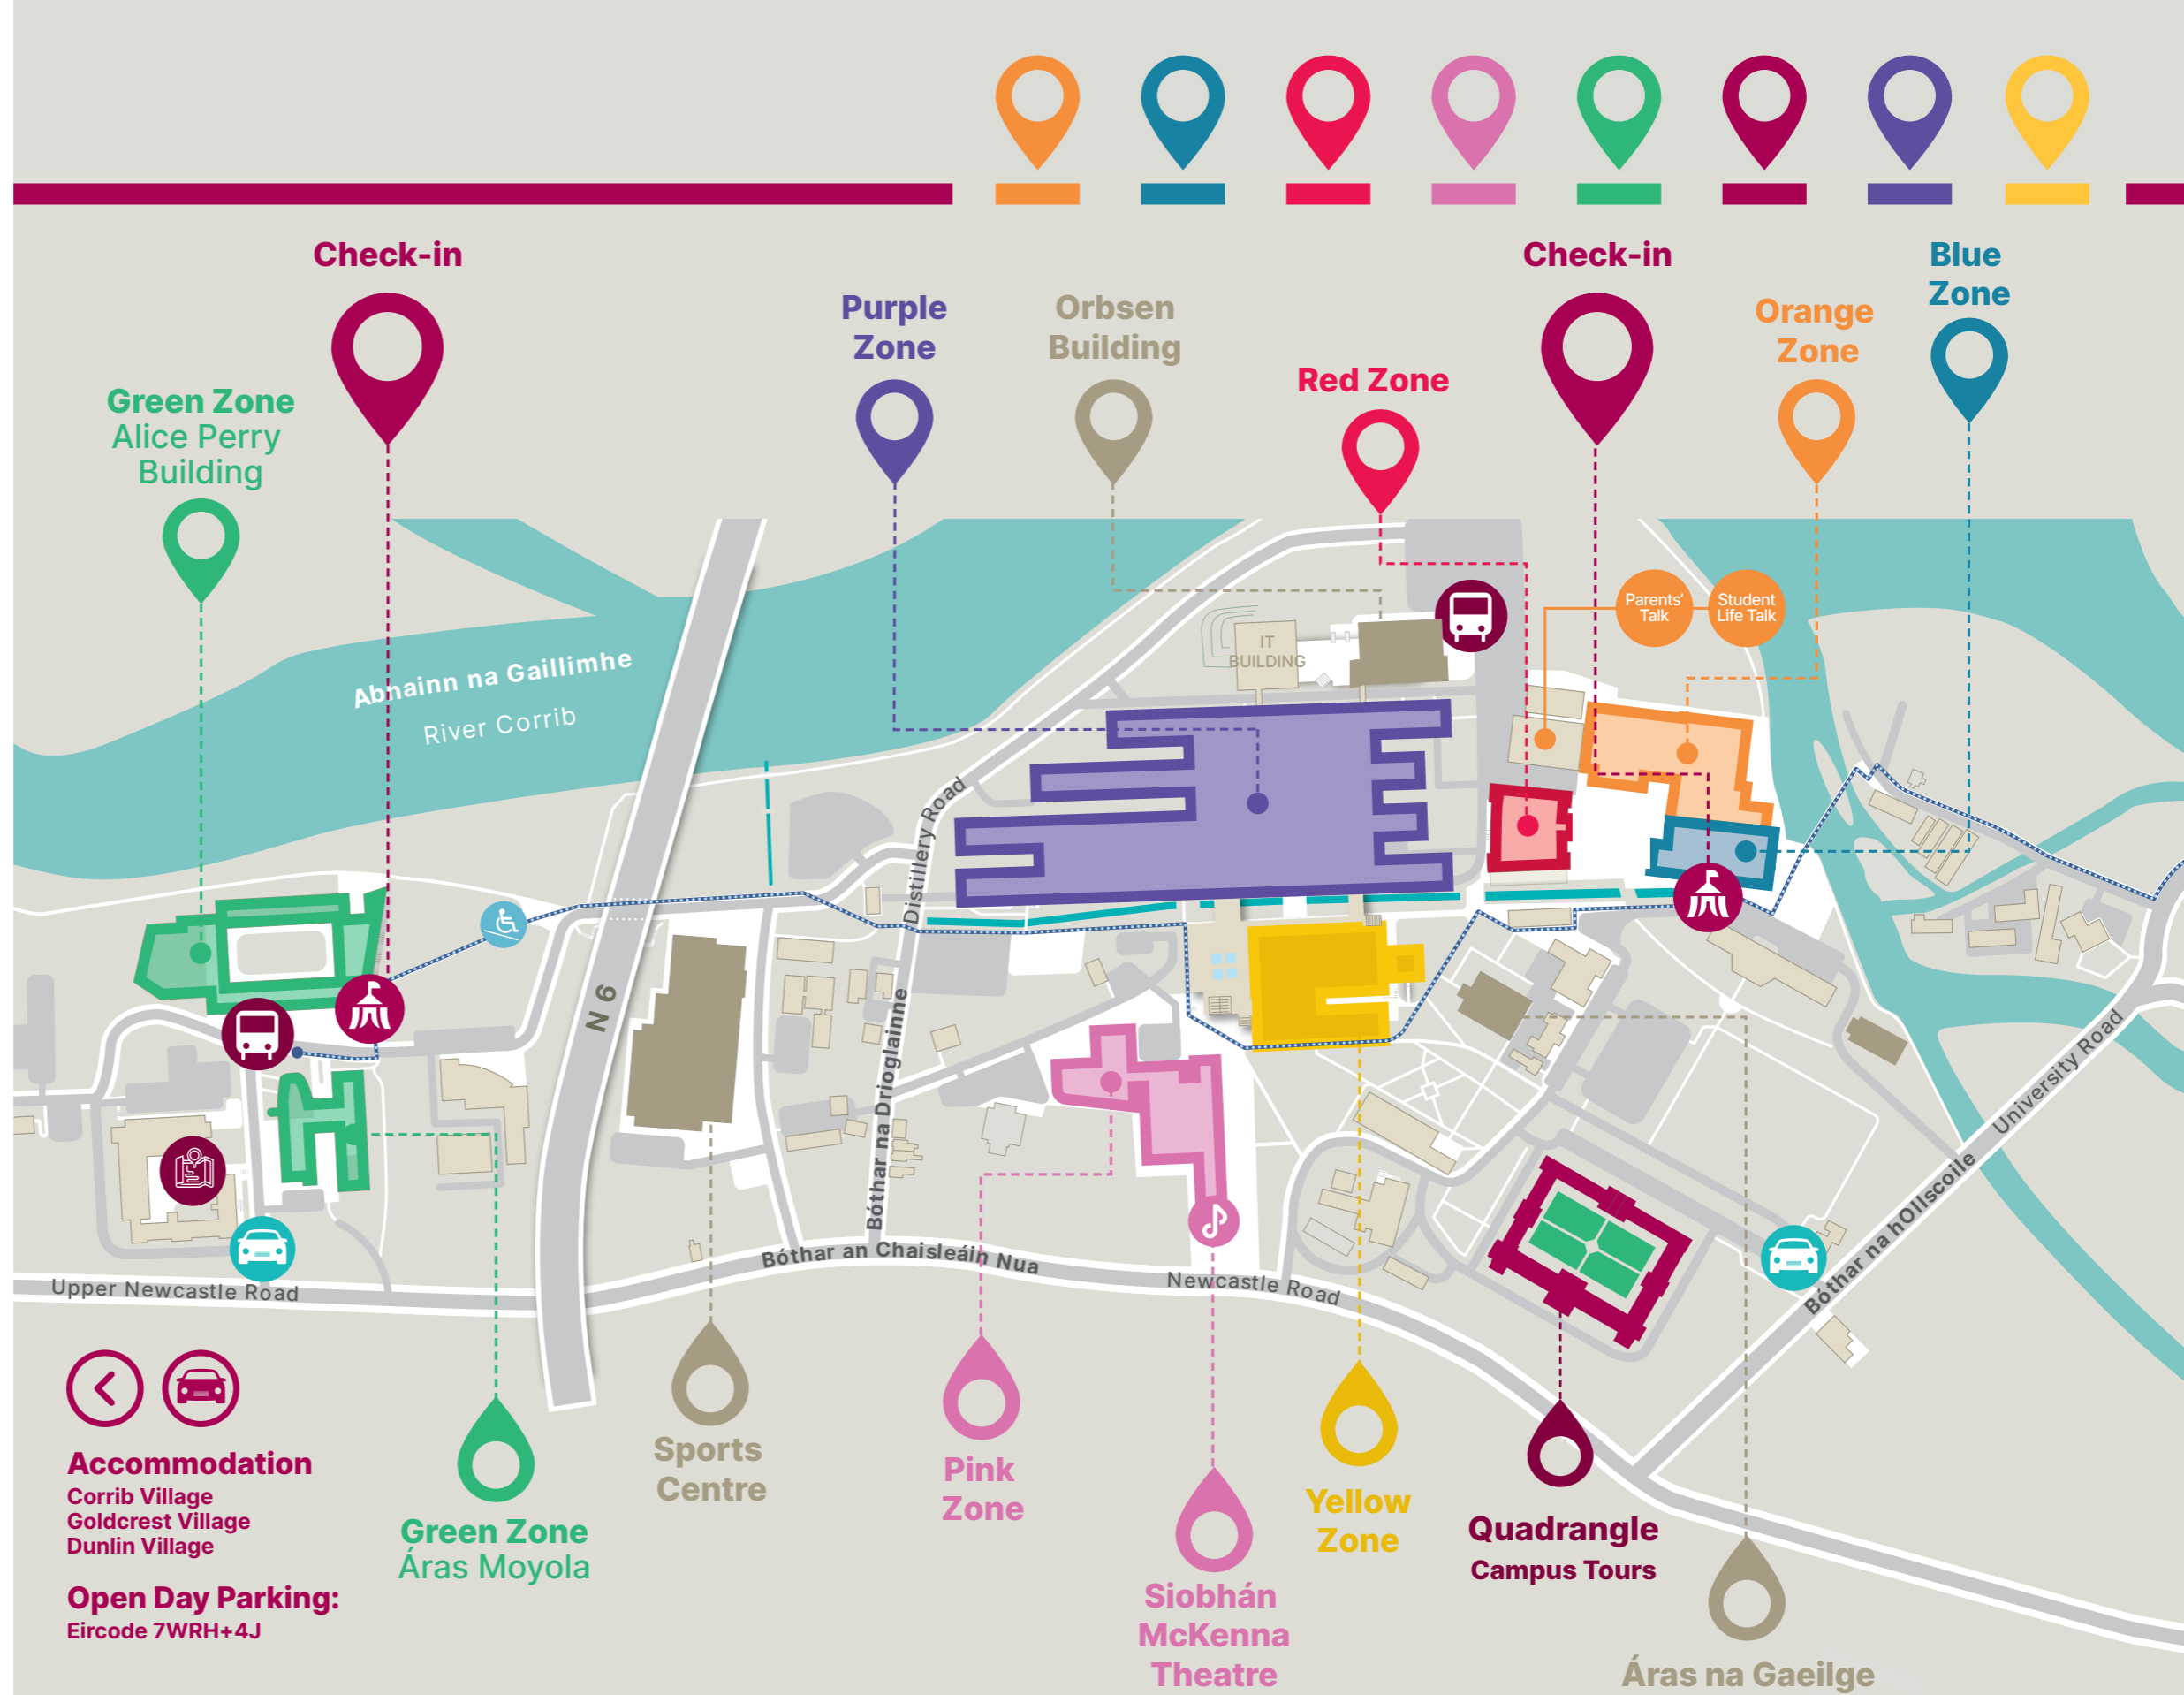 Check-in
Check-in
Blue
Zone
Purple
Zone
Orbsen
Building
Orange
Zone
Red Zone
Green Zone
Alice Perry
Building
Parents'
Talk
Student
Life Talk
IT
BUILDING
Abhainn na Gaillimhe
River Corrib
Distillery Road
N 6
Bóthar na Drioglainne
University Road
Bóthar na hOllscoile
Bóthar an Chaisleáin Nua
Upper Newcastle Road
Newcastle Road
Accommodation
Corrib Village
Goldcrest Village
Dunlin Village
Open Day Parking:
Eircode 7WRH+4J
Green Zone
Áras Moyola
Sports
Centre
Pink
Zone
Siobhán
McKenna
Theatre
Yellow
Zone
Quadrangle
Campus Tours
Áras na Gaeilge